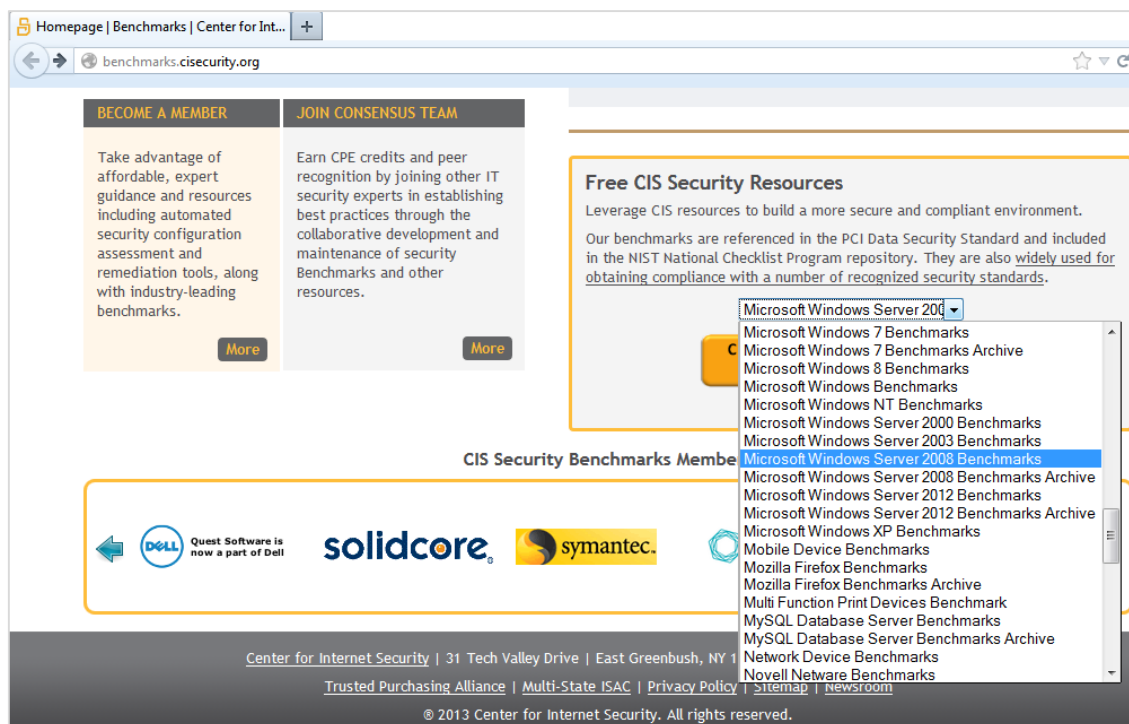 Homepage | Benchmarks | Center for Int...
benchmarks.cisecurity.org
BECOME A MEMBER
Take advantage of
affordable, expert
guidance and resources
including automated
security configuration
assessment and
remediation tools, along
with industry-leading
benchmarks.
More
JOIN CONSENSUS TEAM
Earn CPE credits and peer
recognition by joining other IT
security experts in establishing
best practices through the
collaborative development and
maintenance of security
Benchmarks and other
resources.
More
Free CIS Security Resources
Leverage CIS resources to build a more secure and compliant environment.
Our benchmarks are referenced in the PCI Data Security Standard and included
in the NIST National Checklist Program repository. They are also widely used for
obtaining compliance with a number of recognized security standards.
Microsoft Windows Server 200
Microsoft Windows 7 Benchmarks
Microsoft Windows 7 Benchmarks Archive
Microsoft Windows 8 Benchmarks
Microsoft Windows Benchmarks
Microsoft Windows NT Benchmarks
Microsoft Windows Server 2000 Benchmarks
Microsoft Windows Server 2003 Benchmarks
Microsoft Windows Server 2008 Benchmarks
Microsoft Windows Server 2008 Benchmarks Archive
Microsoft Windows Server 2012 Benchmarks
Microsoft Windows Server 2012 Benchmarks Archive
Microsoft Windows XP Benchmarks
Mobile Device Benchmarks
Mozilla Firefox Benchmarks
Mozilla Firefox Benchmarks Archive
Multi Function Print Devices Benchmark
MySQL Database Server Benchmarks
MySQL Database Server Benchmarks Archive
Network Device Benchmarks
Novell Netware Benchmarks
CIS Security Benchmarks Membe
DELL
Quest Software is
now a part of Dell
solidcore
symantec.
Center for Internet Security | 31 Tech Valley Drive | East Greenbush, NY 1
Trusted Purchasing Alliance | Multi-State ISAC | Privacy Policy | Sitemap | Newsroom
© 2013 Center for Internet Security. All rights reserved.